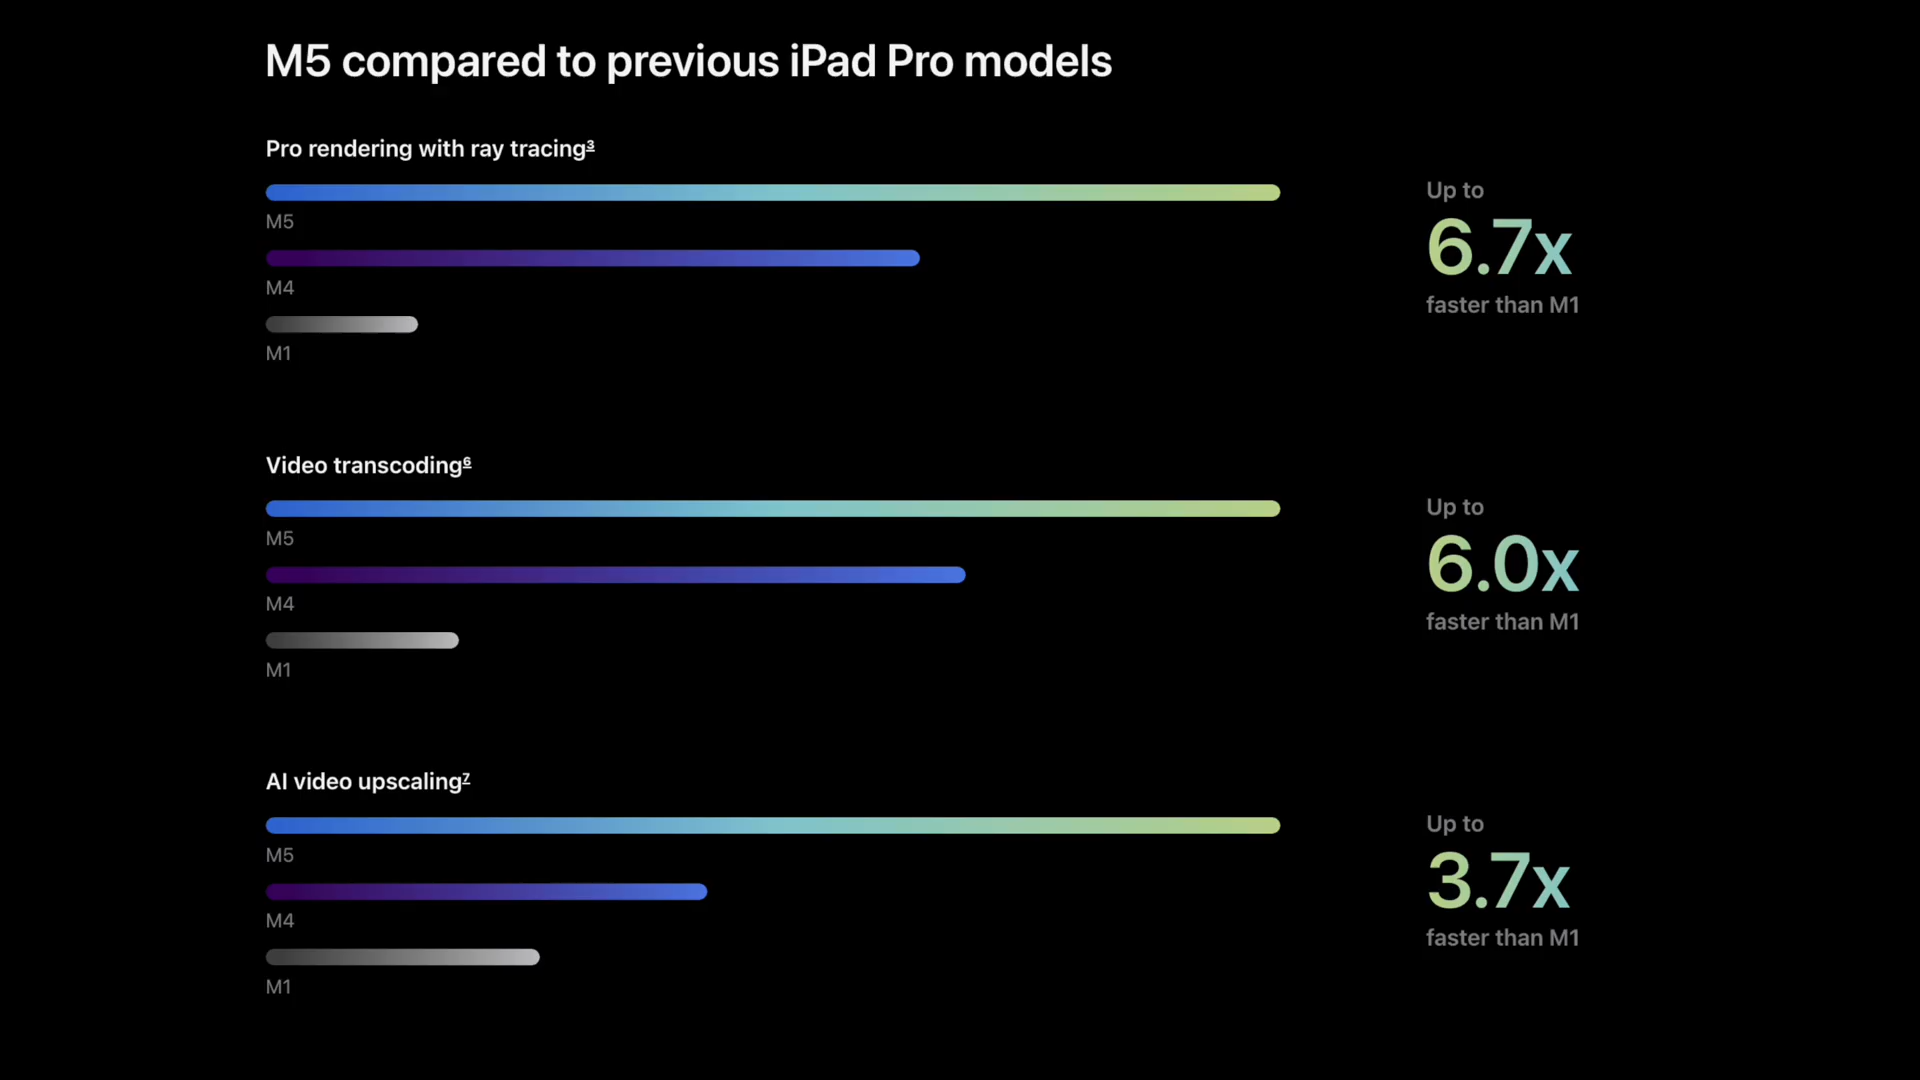 M5 compared to previous iPad Pro models
Pro rendering with ray tracing³
M5
M4
M1
Up to
6.7x
faster than M1
Video transcoding⁶
M5
M4
M1
Up to
6.0x
faster than M1
AI video upscaling⁷
M5
M4
M1
Up to
3.7x
faster than M1